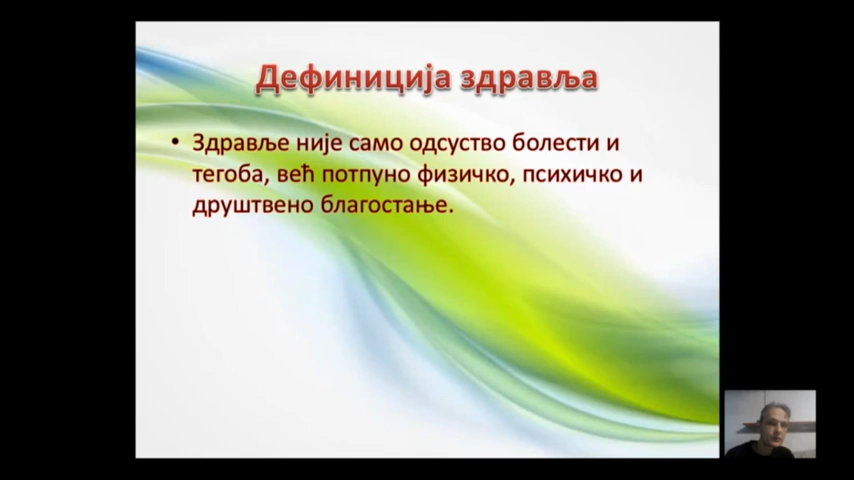 Дефиниција здравља
• Здравље није само одсуство болести и
тегоба, већ потпуно физичко, психичко и
друштвено благостање.